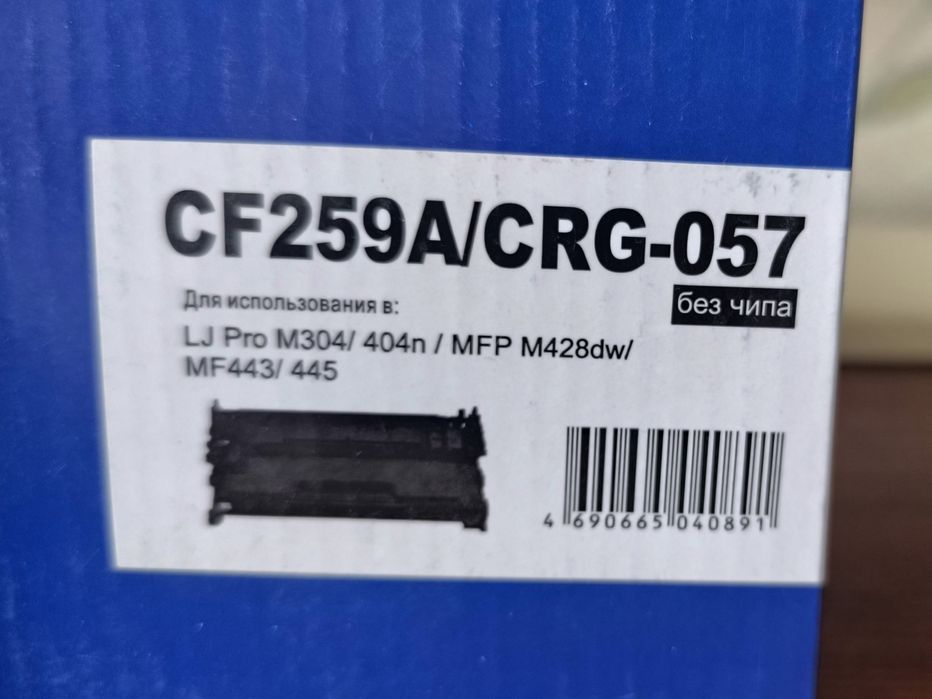 CF259A/CRG-057
без чипа
Для использования в:
LJ Pro M304/ 404n / MFP M428dw/
MF443/ 445
4 690665 040891